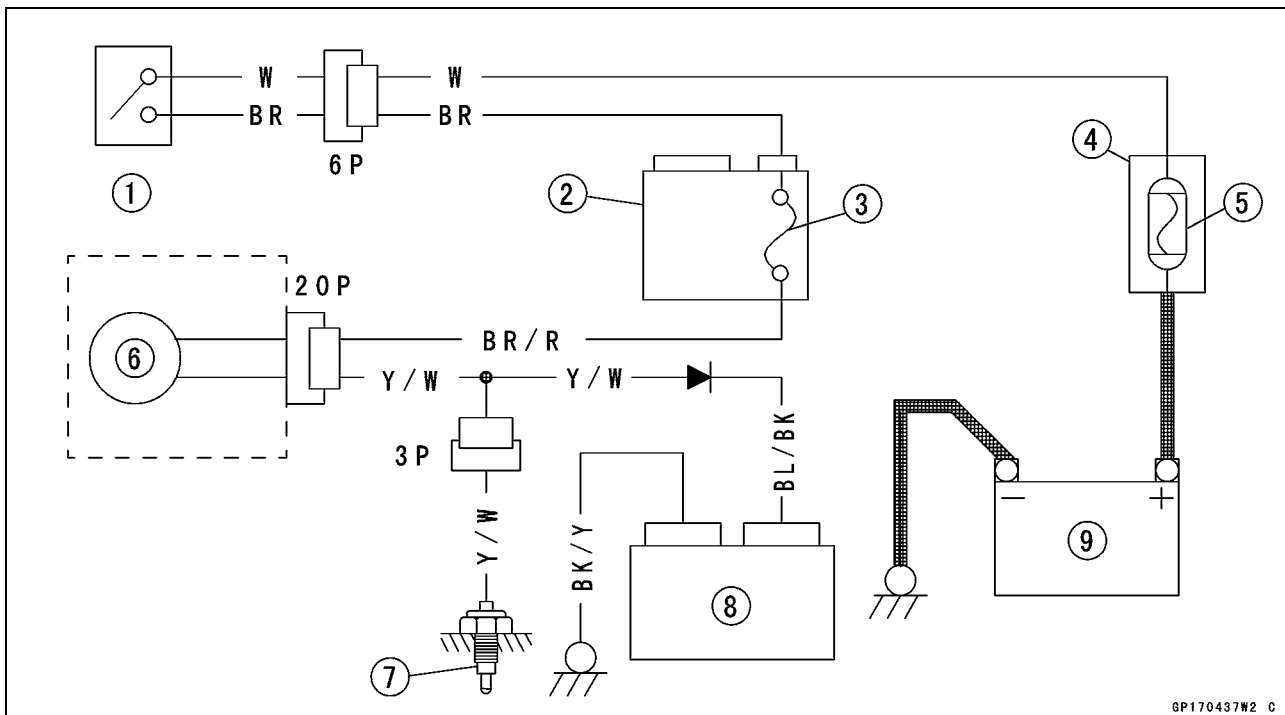 W
W
BR
BR
6P
1
2
3
4
5
20P
6
BR/R
Y/W
Y/W
3P
Y/W
BK/Y
BL/BK
7
8
9
−
+
GP170437W2 C